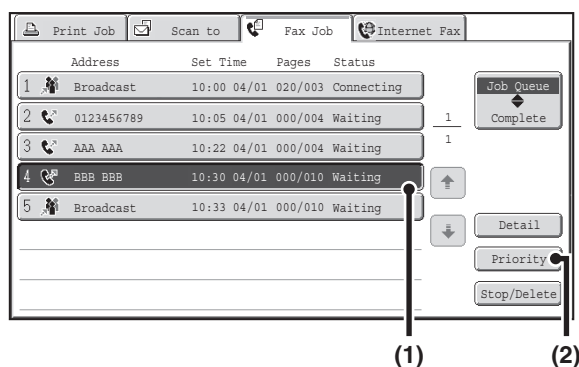 Print Job Scan to Fax Job Internet Fax
Address Set Time Pages Status
1 Broadcast 10:00 04/01 020/003 Connecting
2 0123456789 10:05 04/01 000/004 Waiting
3 AAA AAA 10:22 04/01 000/004 Waiting
4 BBB BBB 10:30 04/01 000/010 Waiting
5 Broadcast 10:33 04/01 000/010 Waiting
1
1
Job Queue
Complete
Detail
Priority
Stop/Delete
(1) (2)